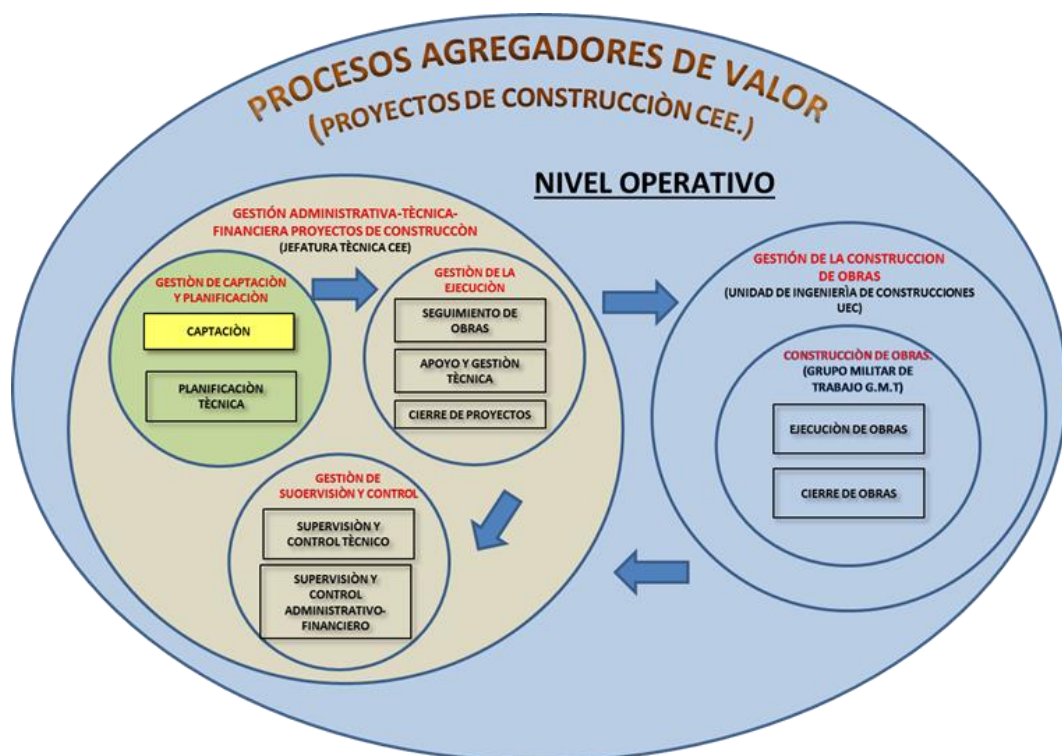 PROCESOS AGREGADORES DE VALOR
(PROYECTOS DE CONSTRUCCIÒN CEE.)
NIVEL OPERATIVO
GESTIÓN ADMINISTRATIVA-TÈCNICA-
FINANCIERA PROYECTOS DE CONSTRUCCÒN
(JEFATURA TÈCNICA CEE)
GESTIÒN DE CAPTACIÒN
Y PLANIFICACIÒN
CAPTACIÒN
PLANIFICACIÒN
TÈCNICA
GESTIÒN DE LA
EJECUCIÒN
SEGUIMIENTO DE
OBRAS
APOYO Y GESTIÒN
TÈCNICA
CIERRE DE PROYECTOS
GESTIÒN DE
SUOERVISIÒN Y CONTROL
SUPERVISIÒN Y
CONTROL TÈCNICO
SUPERVISIÒN Y
CONTROL
ADMINISTRATIVO-
FINANCIERO
GESTIÓN DE LA CONSTRUCCION
DE OBRAS
(UNIDAD DE INGENIERÌA DE CONSTRUCCIONES
UEC)
CONSTRUCCIÒN DE OBRAS.
(GRUPO MILITAR DE
TRABAJO G.M.T)
EJECUCIÒN DE OBRAS
CIERRE DE OBRAS